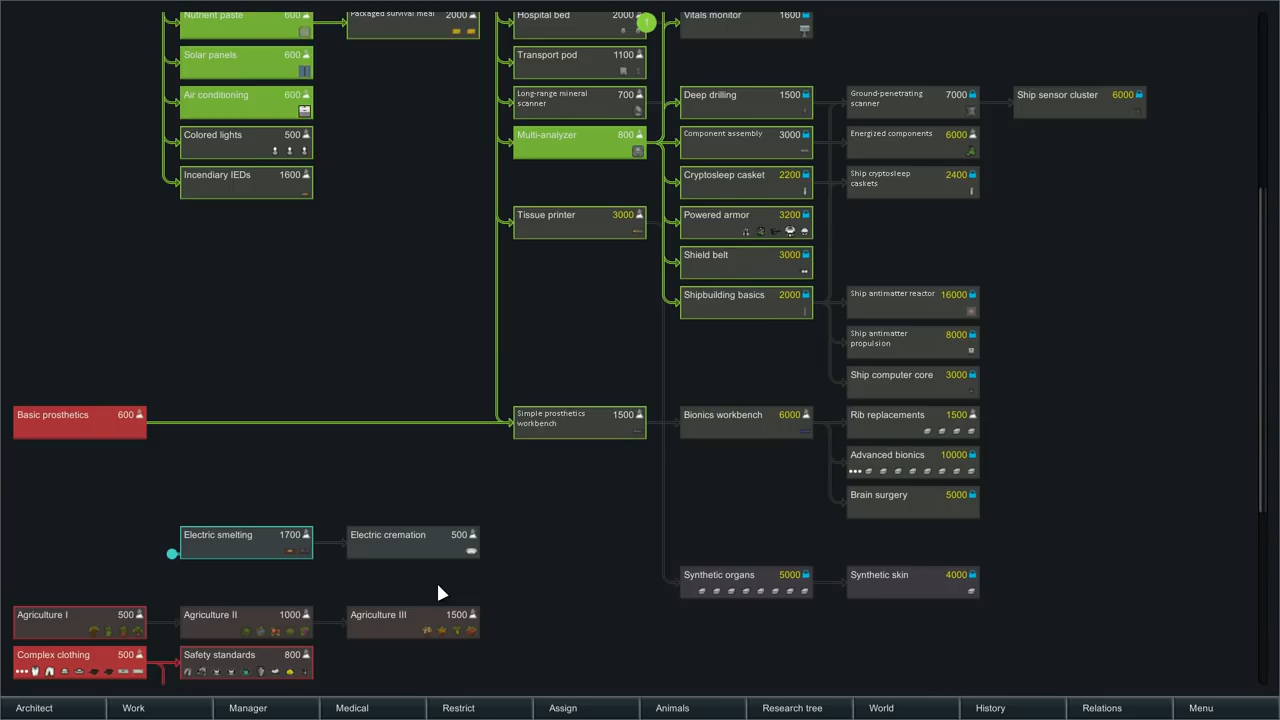 Nutrient paste 600
Packaged survival meal 2000
Hospital bed 2000
1
Vitals monitor 1600
Solar panels 600
Transport pod 1100
Air conditioning 600
Long-range mineral
scanner 700
Deep drilling 1500
Ground-penetrating
scanner 7000
Ship sensor cluster 6000
Colored lights 500
Multi-analyzer 800
Component assembly 3000
Energized components 6000
Incendiary IEDs 1600
Cryptosleep casket 2200
Ship cryptosleep
caskets 2400
Tissue printer 3000
Powered armor 3200
Shield belt 3000
Shipbuilding basics 2000
Ship antimatter reactor 16000
Ship antimatter
propulsion 8000
Ship computer core 3000
Basic prosthetics 600
Simple prosthetics
workbench 1500
Bionics workbench 6000
Rib replacements 1500
Advanced bionics 10000
Brain surgery 5000
Electric smelting 1700
Electric cremation 500
Synthetic organs 5000
Synthetic skin 4000
Agriculture I 500
Agriculture II 1000
Agriculture III 1500
Complex clothing 500
Safety standards 800
Architect
Work
Manager
Medical
Restrict
Assign
Animals
Research tree
World
History
Relations
Menu